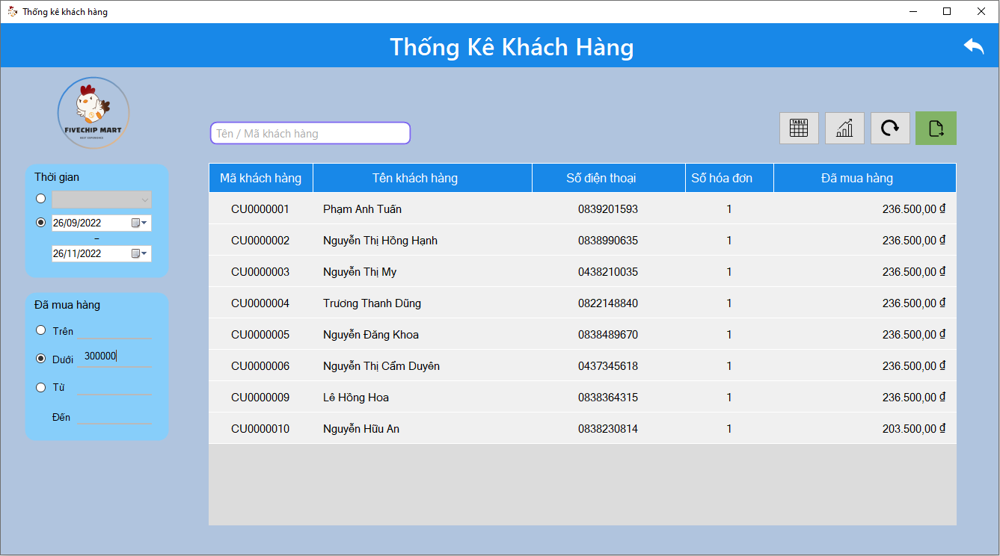 Thống kê khách hàng
Thống Kê Khách Hàng
FIVECHIP MART
BEST EXPERIENCE
Tên / Mã khách hàng
TABLE
Thời gian
26/09/2022
–
26/11/2022
Đã mua hàng
Trên
Dưới 300000
Từ
Đến
Mã khách hàng Tên khách hàng Số điện thoại Số hóa đơn Đã mua hàng
CU0000001 Phạm Anh Tuấn 0839201593 1 236.500,00 ₫
CU0000002 Nguyễn Thị Hồng Hạnh 0838990635 1 236.500,00 ₫
CU0000003 Nguyễn Thị My 0438210035 1 236.500,00 ₫
CU0000004 Trương Thanh Dũng 0822148840 1 236.500,00 ₫
CU0000005 Nguyễn Đăng Khoa 0838489670 1 236.500,00 ₫
CU0000006 Nguyễn Thị Cẩm Duyên 0437345618 1 236.500,00 ₫
CU0000009 Lê Hồng Hoa 0838364315 1 236.500,00 ₫
CU0000010 Nguyễn Hữu An 0838230814 1 203.500,00 ₫